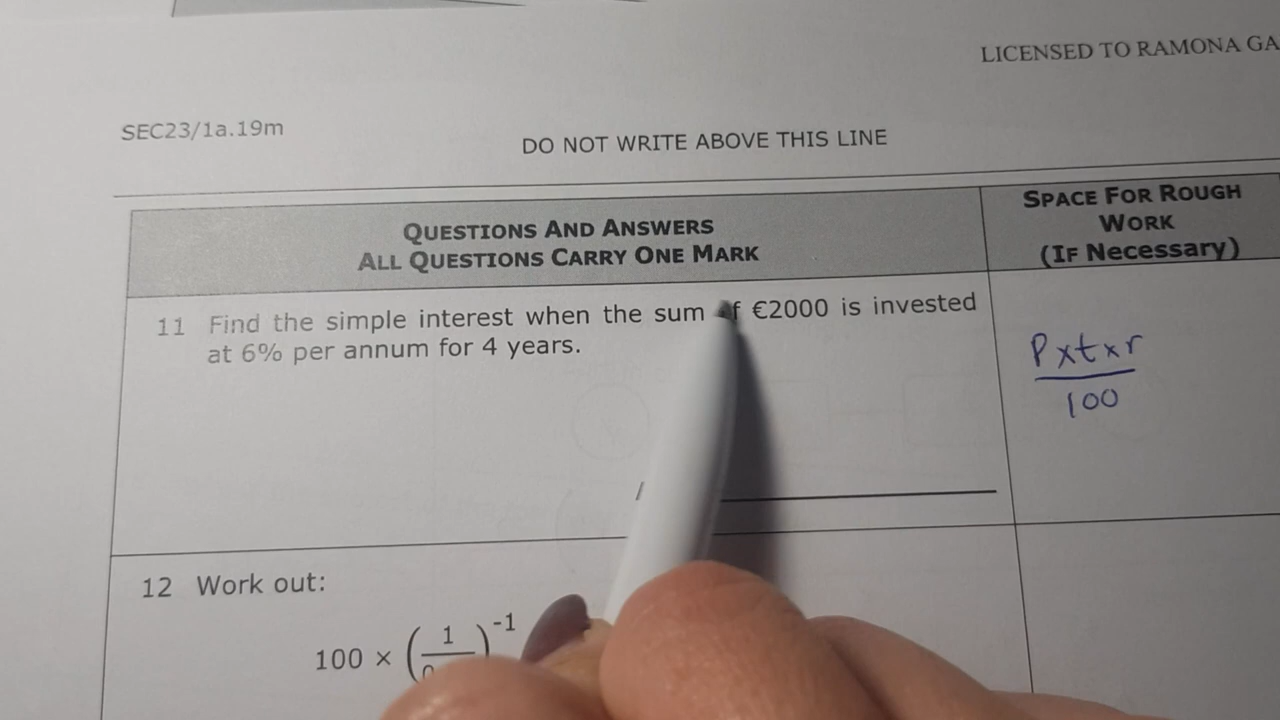 LICENSED TO RAMONA GA
SEC23/1a.19m
DO NOT WRITE ABOVE THIS LINE
QUESTIONS AND ANSWERS
ALL QUESTIONS CARRY ONE MARK
SPACE FOR ROUGH
WORK
(IF Necessary)
11 Find the simple interest when the sum of €2000 is invested
at 6% per annum for 4 years.
P×t×r
100
12 Work out:
100 × (1/ )⁻¹